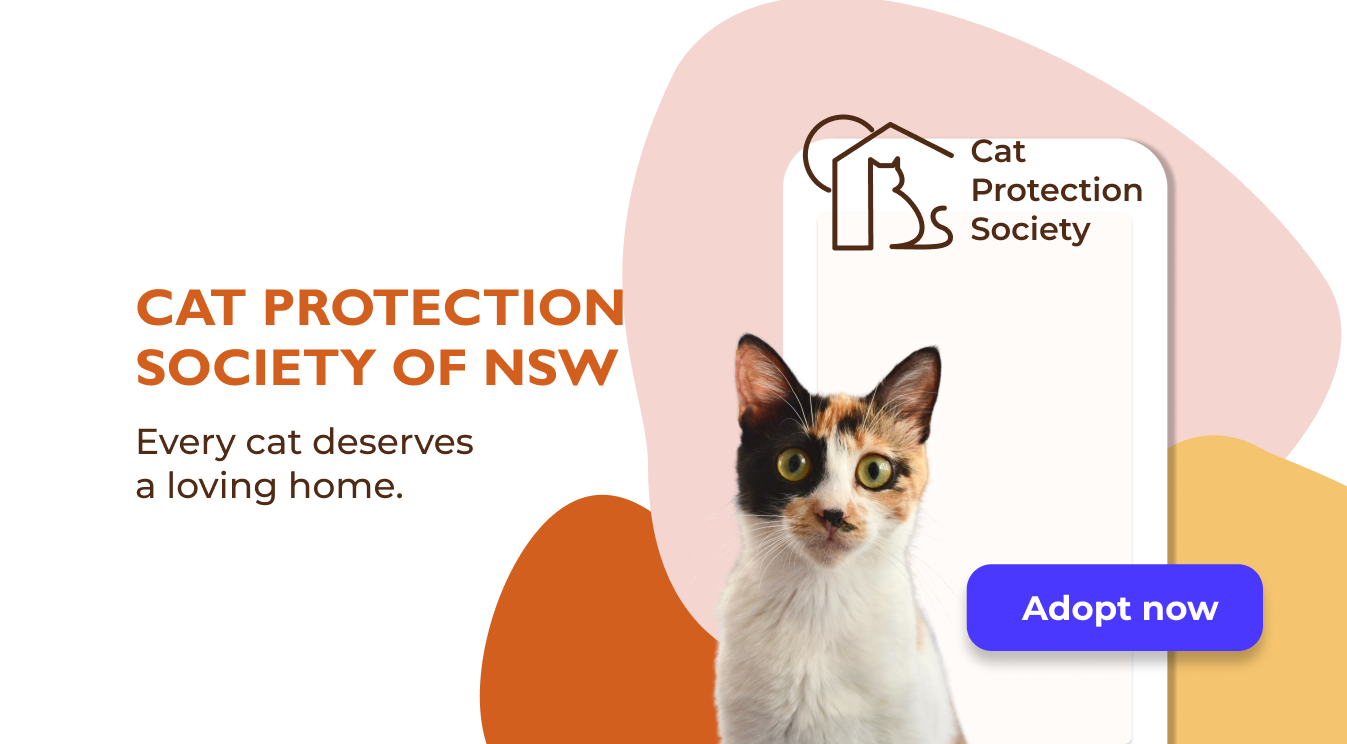 CAT PROTECTION
SOCIETY OF NSW
Every cat deserves
a loving home.
Cat
Protection
Society
Adopt now